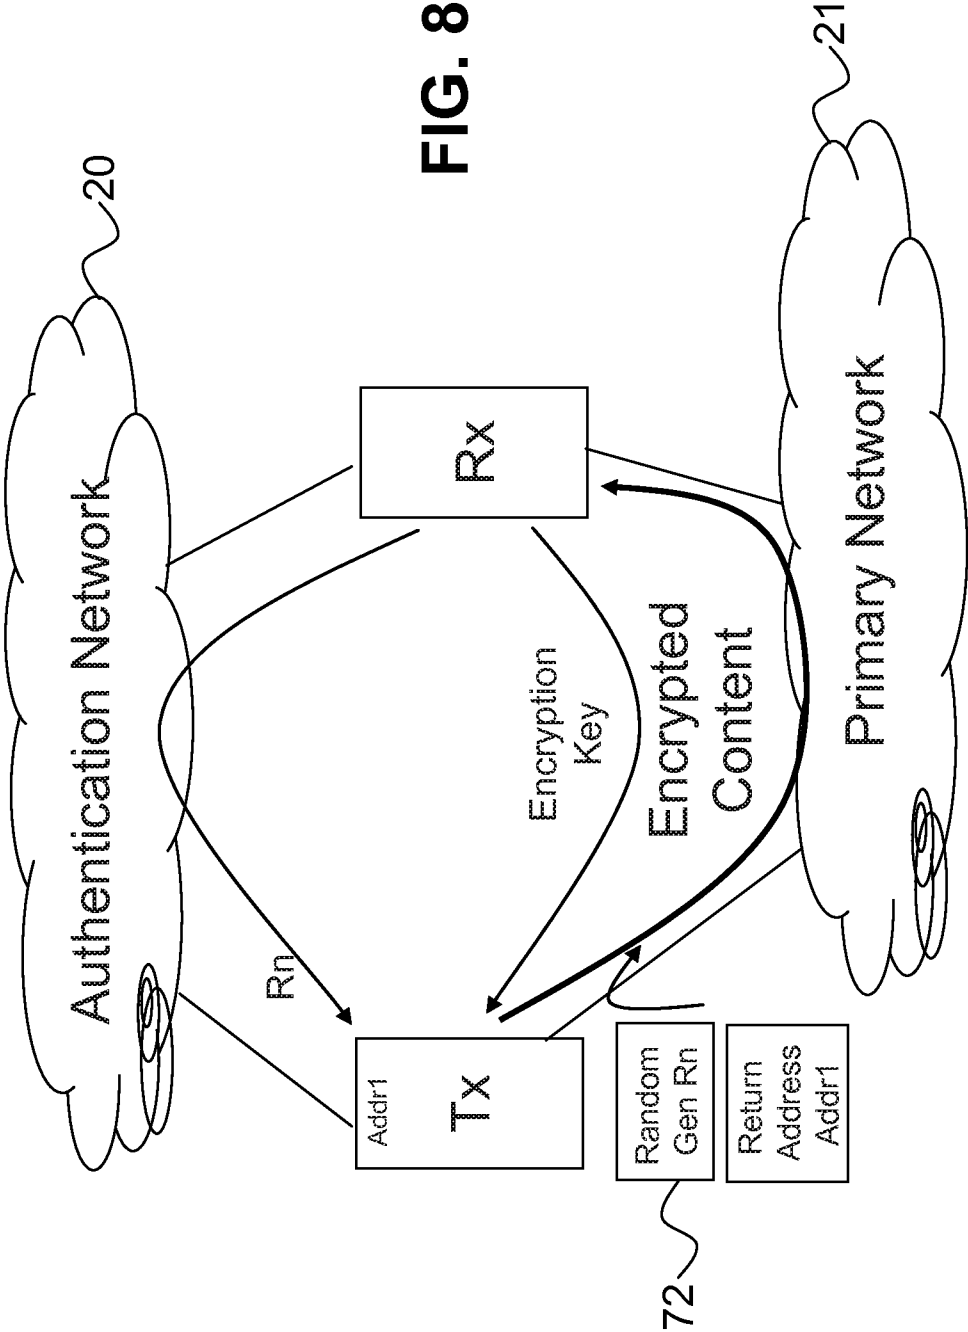 20
Authentication Network
Rn
Addr1
Tx
Rx
Encryption
Key
Encrypted
Content
Random
Gen Rn
72
Return
Address
Addr1
Primary Network
21
FIG. 8